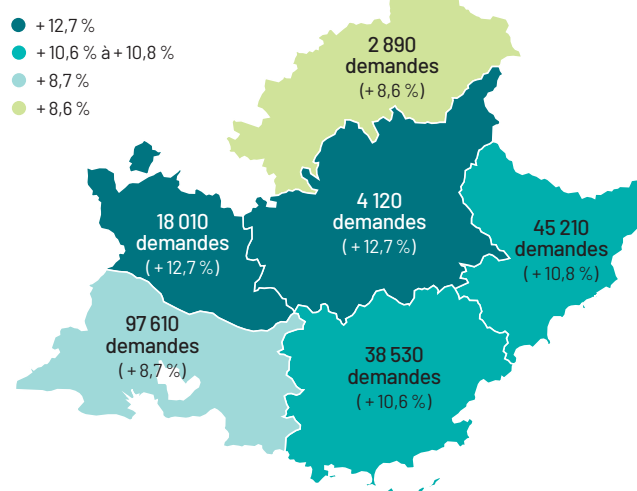 + 12,7 %
+ 10,6 % à + 10,8 %
+ 8,7 %
+ 8,6 %
2 890
demandes
(+ 8,6 %)
4 120
demandes
( + 12,7 %)
18 010
demandes
( + 12,7 %)
45 210
demandes
( + 10,8 %)
97 610
demandes
( + 8,7 %)
38 530
demandes
( + 10,6 %)